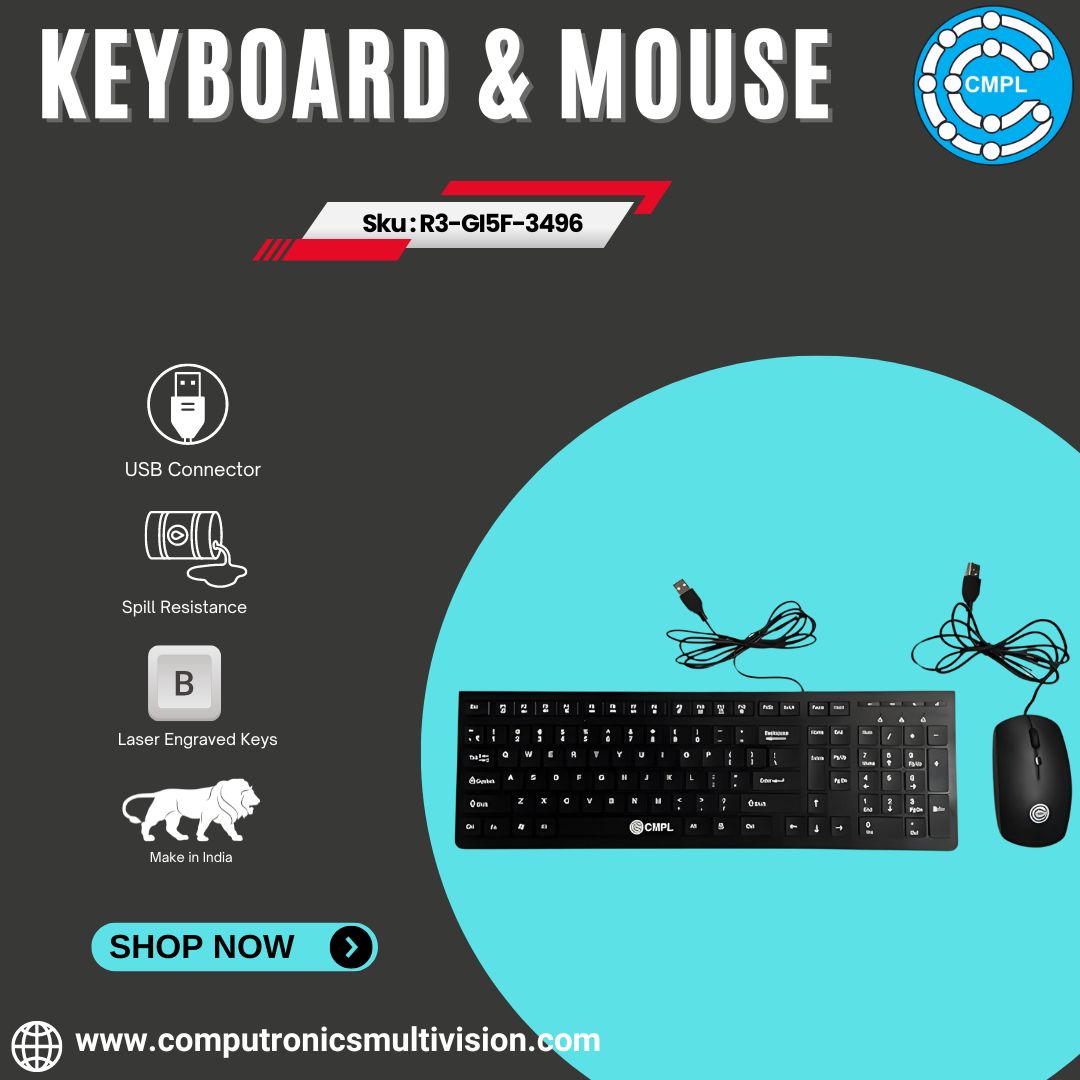 KEYBOARD & MOUSE
CMPL
Sku : R3-GI5F-3496
USB Connector
Spill Resistance
B
Laser Engraved Keys
Make in India
Q W E R T Y U I O P
A S D F G H J K L
Z X C V B N M
CMPL
SHOP NOW
www.computronicsmultivision.com